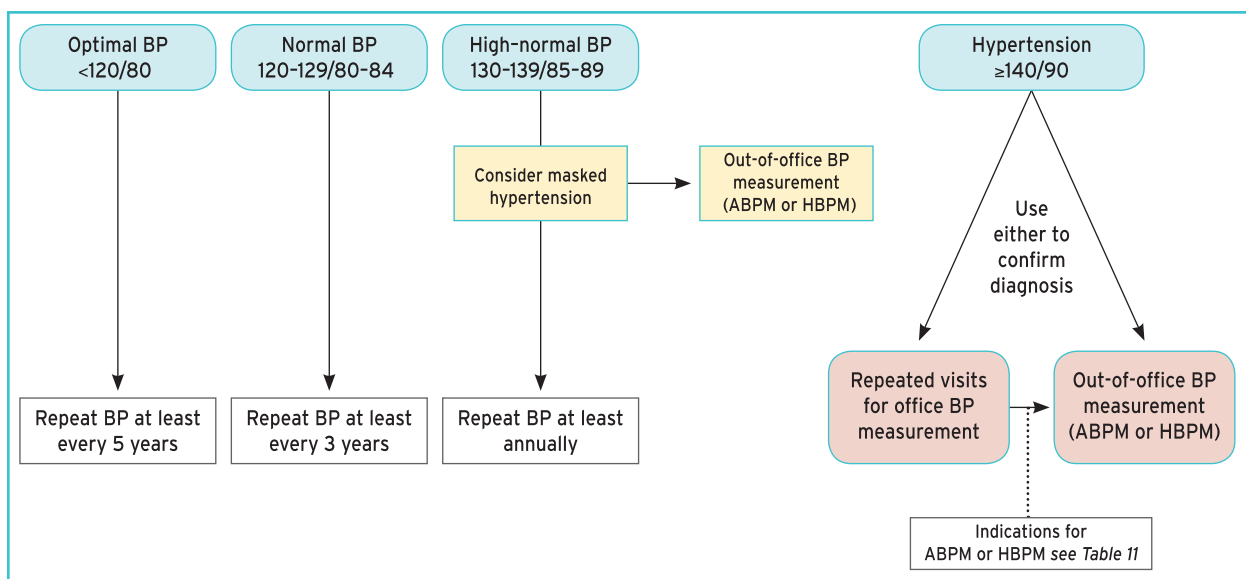 Optimal BP
<120/80
Normal BP
120–129/80–84
High–normal BP
130–139/85–89
Hypertension
≥140/90
Consider masked
hypertension
Out-of-office BP
measurement
(ABPM or HBPM)
Use
either to
confirm
diagnosis
Repeat BP at least
every 5 years
Repeat BP at least
every 3 years
Repeat BP at least
annually
Repeated visits
for office BP
measurement
Out-of-office BP
measurement
(ABPM or HBPM)
Indications for
ABPM or HBPM see Table 11